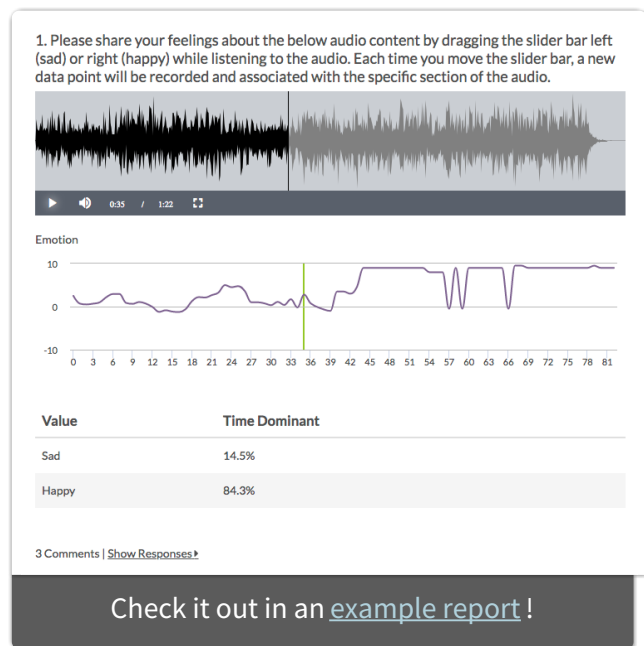 1. Please share your feelings about the below audio content by dragging the slider bar left
(sad) or right (happy) while listening to the audio. Each time you move the slider bar, a new
data point will be recorded and associated with the specific section of the audio.
0:35 / 1:22
Emotion
10
0
-10
0 3 6 9 12 15 18 21 24 27 30 33 36 39 42 45 48 51 54 57 60 63 66 69 72 75 78 81
Value Time Dominant
Sad 14.5%
Happy 84.3%
3 Comments | Show Responses
Check it out in an example report!